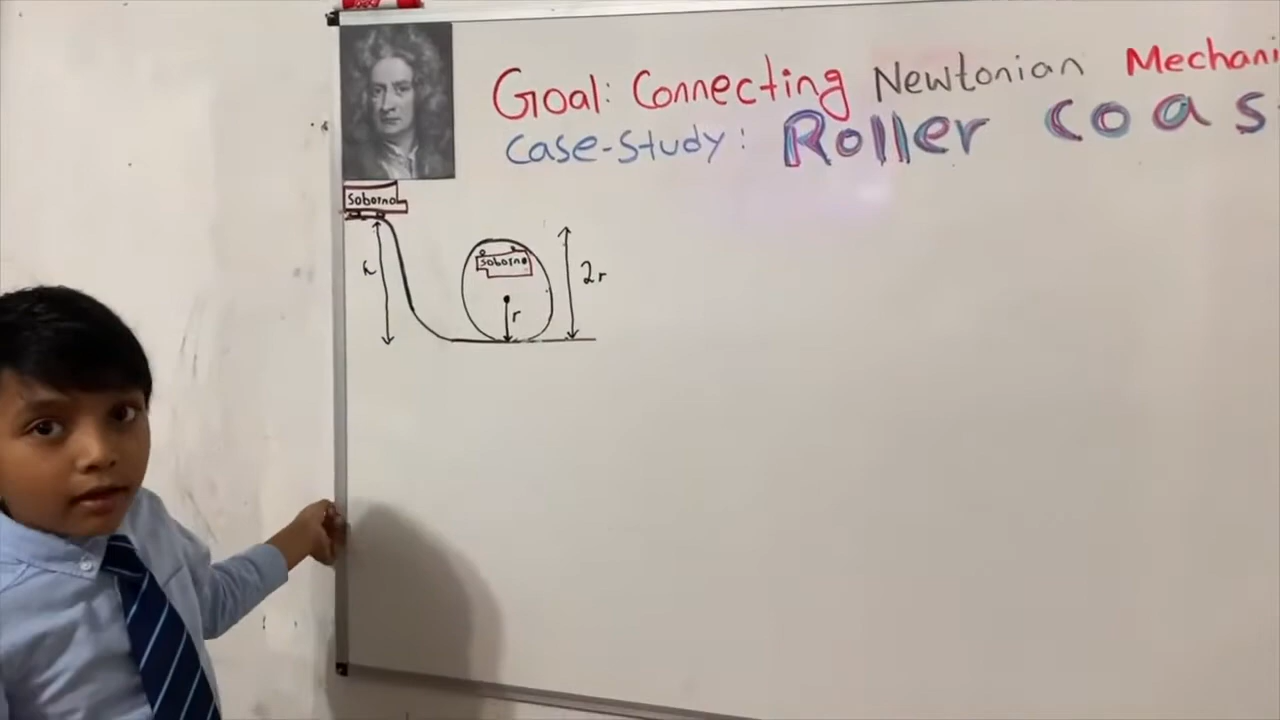 Goal: Connecting Newtonian Mechani
Case-Study: Roller coas
Soborno
h
Soborno
r
2r